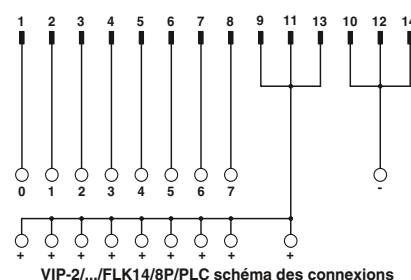 1 2 3 4 5 6 7 8 9 11 13 10 12 14
0 1 2 3 4 5 6 7 -
+ + + + + + + + +
VIP-2/.../FLK14/8P/PLC schéma des connexions